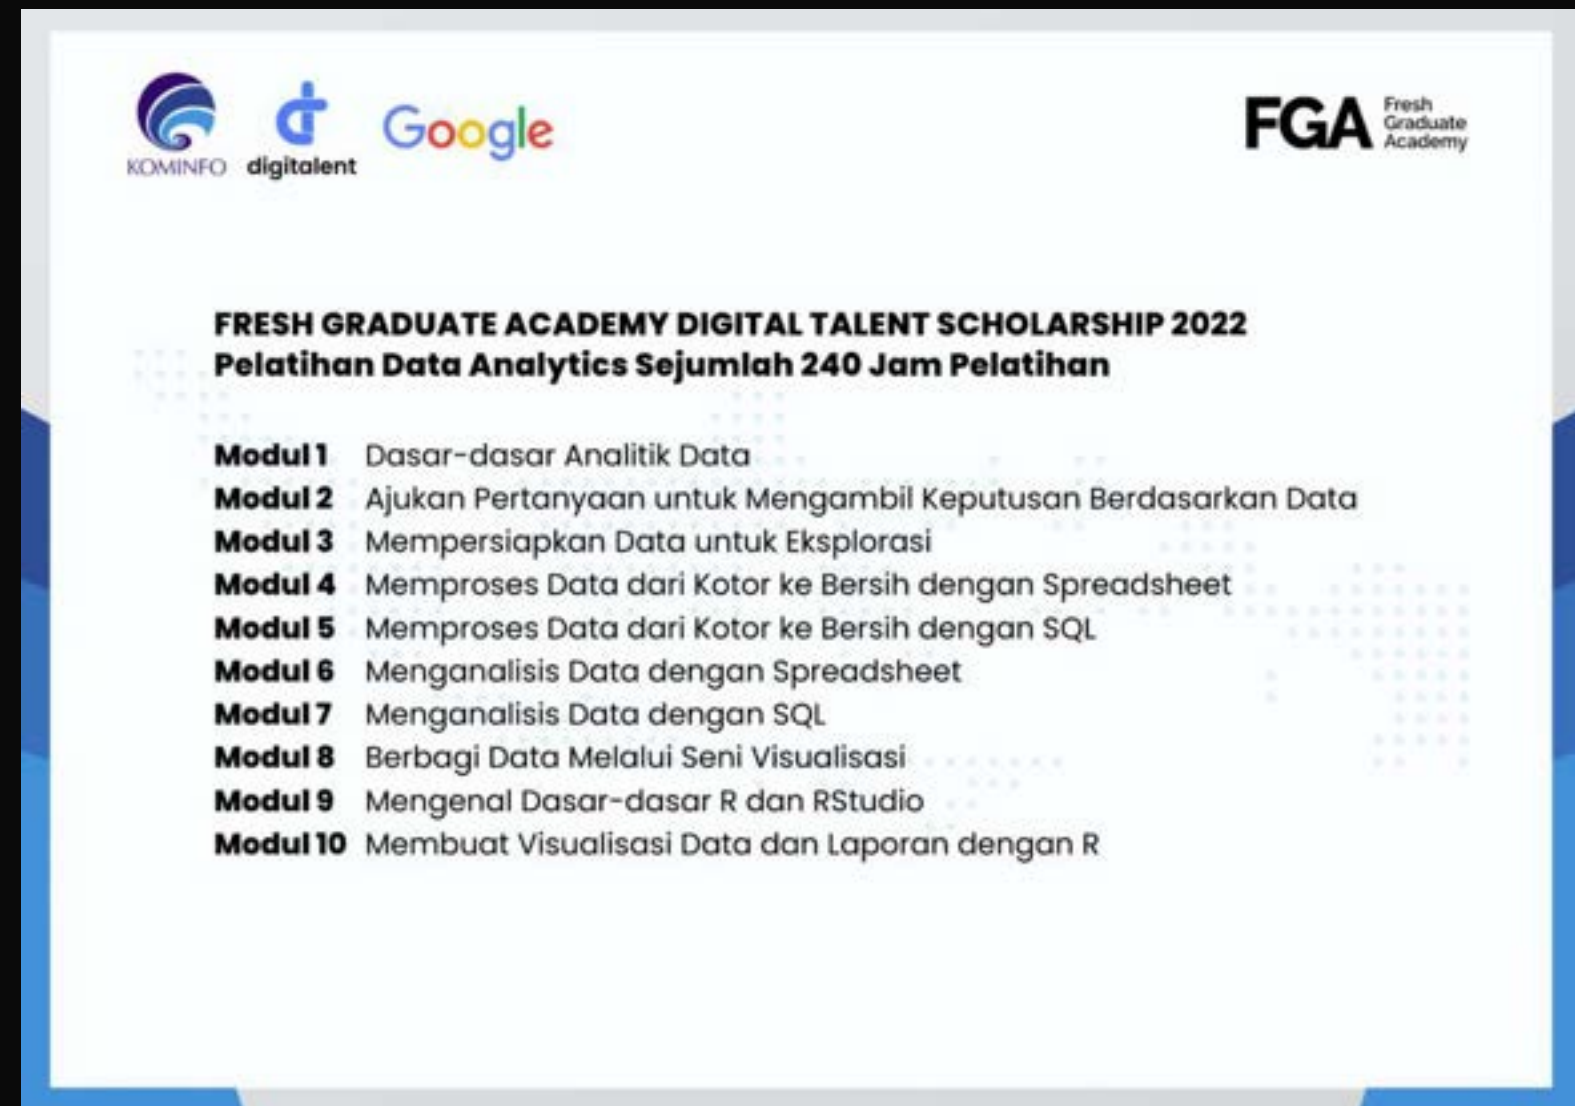 KOMINFO
digitalent
Google
FGA Fresh Graduate Academy
FRESH GRADUATE ACADEMY DIGITAL TALENT SCHOLARSHIP 2022
Pelatihan Data Analytics Sejumlah 240 Jam Pelatihan
Modul 1 Dasar-dasar Analitik Data
Modul 2 Ajukan Pertanyaan untuk Mengambil Keputusan Berdasarkan Data
Modul 3 Mempersiapkan Data untuk Eksplorasi
Modul 4 Memproses Data dari Kotor ke Bersih dengan Spreadsheet
Modul 5 Memproses Data dari Kotor ke Bersih dengan SQL
Modul 6 Menganalisis Data dengan Spreadsheet
Modul 7 Menganalisis Data dengan SQL
Modul 8 Berbagi Data Melalui Seni Visualisasi
Modul 9 Mengenal Dasar-dasar R dan RStudio
Modul 10 Membuat Visualisasi Data dan Laporan dengan R